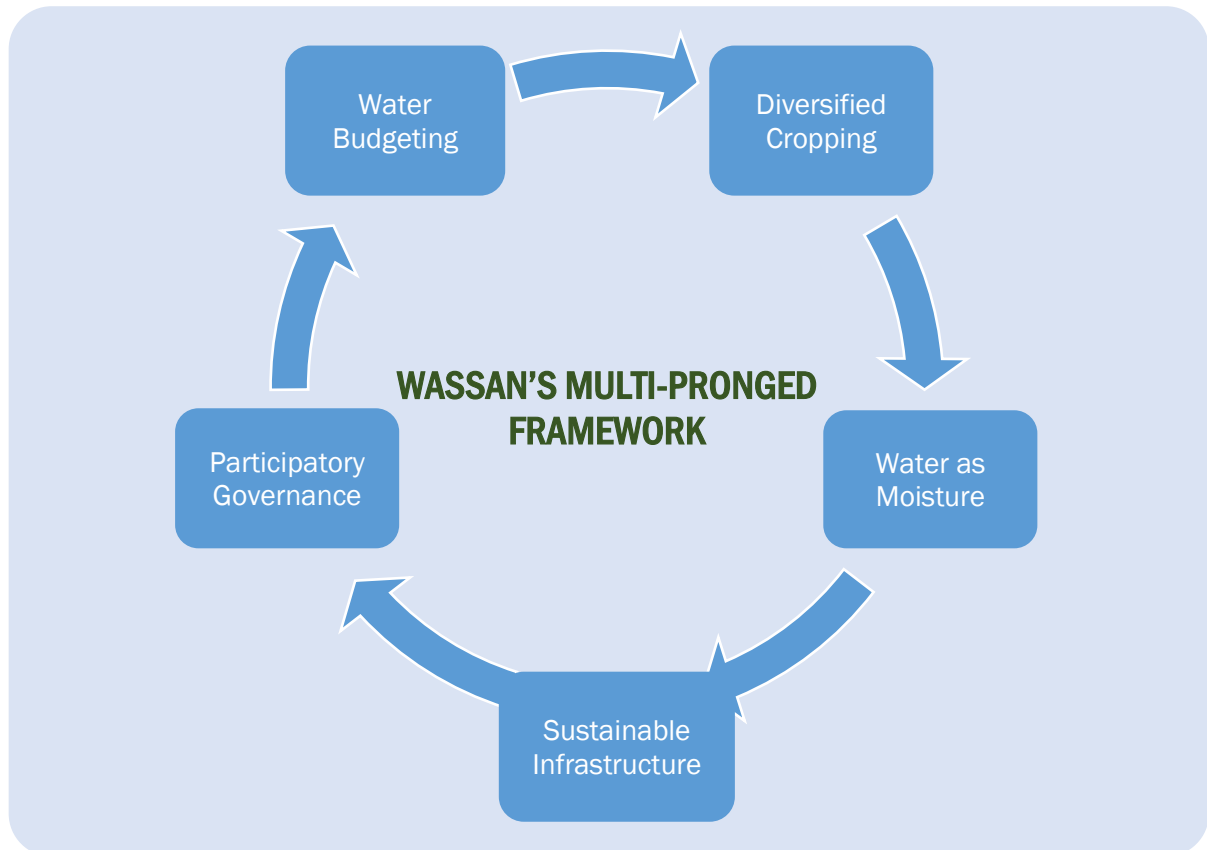 Water
Budgeting
Diversified
Cropping
WASSAN’S MULTI-PRONGED
FRAMEWORK
Participatory
Governance
Water as
Moisture
Sustainable
Infrastructure